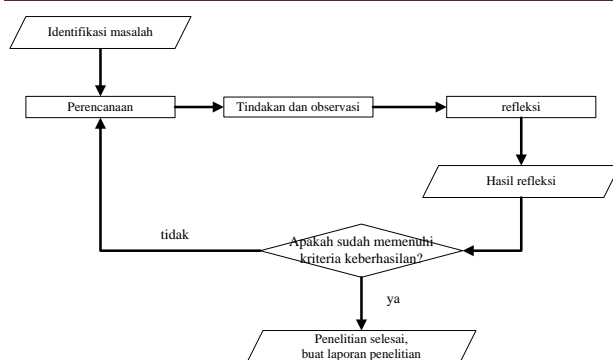 Identifikasi masalah
Perencanaan
Tindakan dan observasi
refleksi
Hasil refleksi
Apakah sudah memenuhi
kriteria keberhasilan?
tidak
ya
Penelitian selesai,
buat laporan penelitian